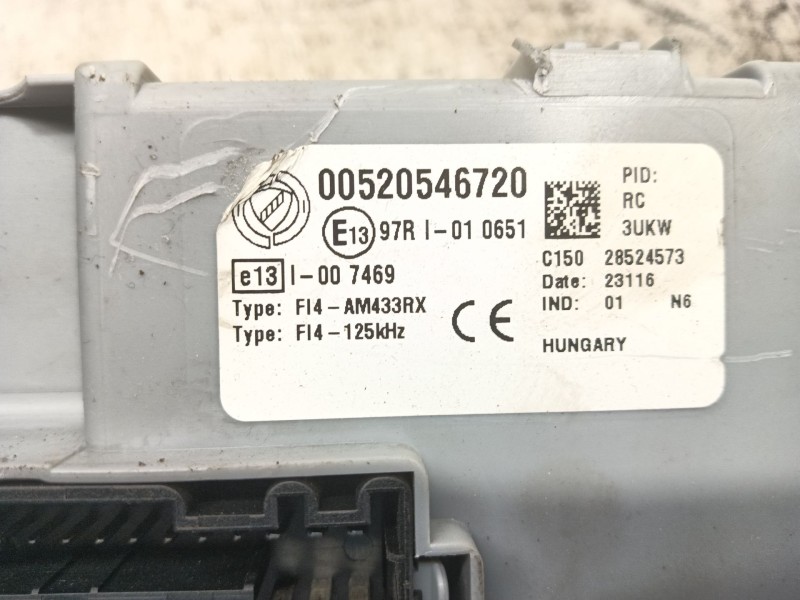 00520546720
E13 97R I-01 0651
e13 I-00 7469
Type: FI4-AM433RX
Type: FI4-125kHz
CE
PID:
RC
3UKW
C150 28524573
Date: 23116
IND: 01 N6
HUNGARY